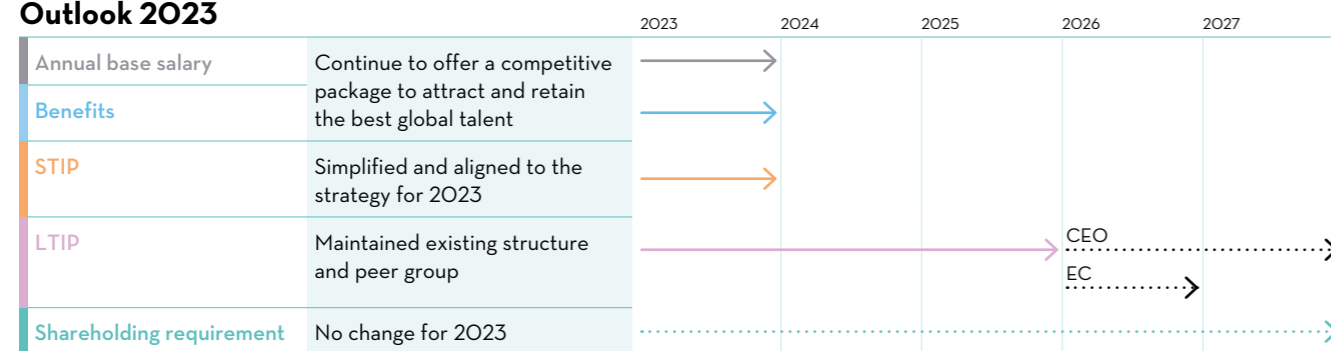 Outlook 2023
2023 2024 2025 2026 2027
Annual base salary
Continue to offer a competitive
package to attract and retain
the best global talent
Benefits
STIP
Simplified and aligned to the
strategy for 2023
LTIP
Maintained existing structure
and peer group
CEO
EC
Shareholding requirement
No change for 2023